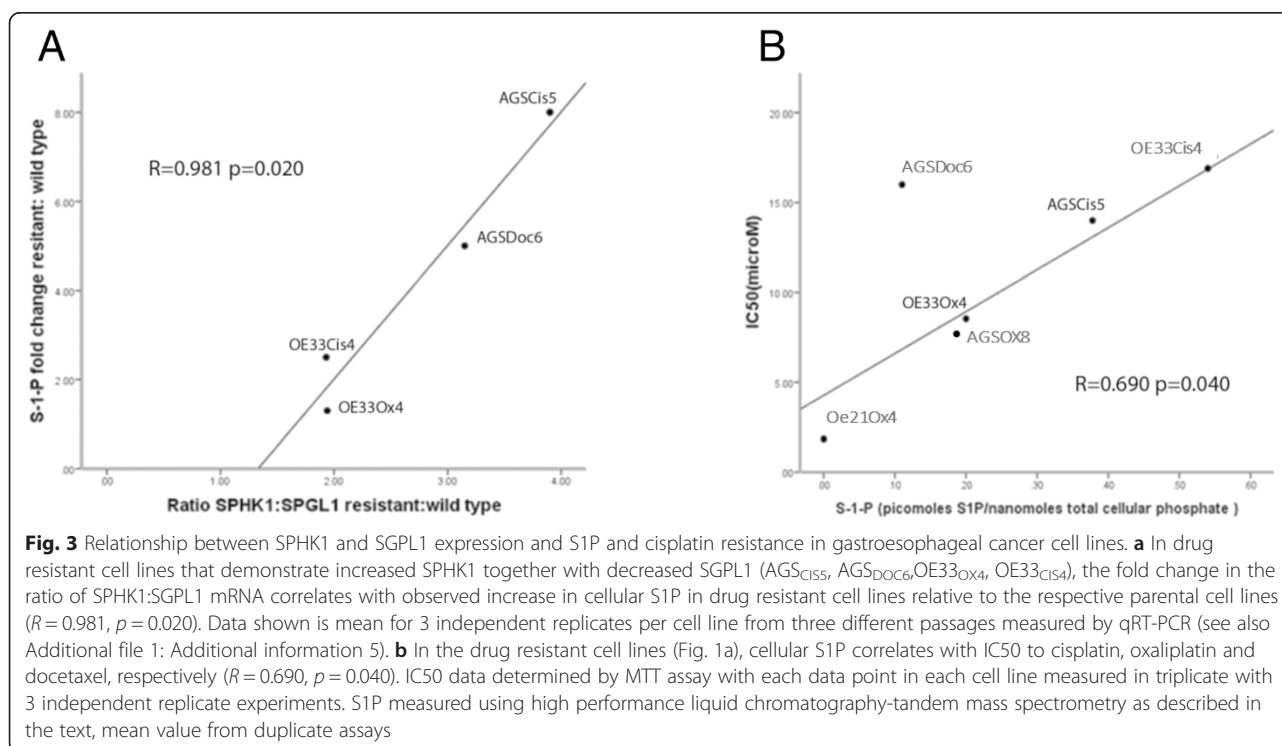 A
S-1-P fold change resitant: wild type
8.00
6.00
4.00
2.00
.00
R=0.981 p=0.020
AGSCis5
AGSDoc6
OE33Cis4
OE33Ox4
.00 1.00 2.00 3.00 4.00
Ratio SPHK1:SPGL1 resistant:wild type
B
IC50(microM)
20.00
15.00
10.00
5.00
.00
AGSDoc6
OE33Cis4
AGSCis5
OE33Ox4
AGSOX8
R=0.690 p=0.040
Oe21Ox4
.00 .10 .20 .30 .40 .50 .60
S-1-P (picomoles S1P/nanomoles total cellular phosphate )
Fig. 3 Relationship between SPHK1 and SGPL1 expression and S1P and cisplatin resistance in gastroesophageal cancer cell lines. a In drug
resistant cell lines that demonstrate increased SPHK1 together with decreased SGPL1 (AGSCIS5, AGSDOC6,OE33OX4, OE33CIS4), the fold change in the
ratio of SPHK1:SGPL1 mRNA correlates with observed increase in cellular S1P in drug resistant cell lines relative to the respective parental cell lines
(R = 0.981, p = 0.020). Data shown is mean for 3 independent replicates per cell line from three different passages measured by qRT-PCR (see also
Additional file 1: Additional information 5). b In the drug resistant cell lines (Fig. 1a), cellular S1P correlates with IC50 to cisplatin, oxaliplatin and
docetaxel, respectively (R = 0.690, p = 0.040). IC50 data determined by MTT assay with each data point in each cell line measured in triplicate with
3 independent replicate experiments. S1P measured using high performance liquid chromatography-tandem mass spectrometry as described in
the text, mean value from duplicate assays